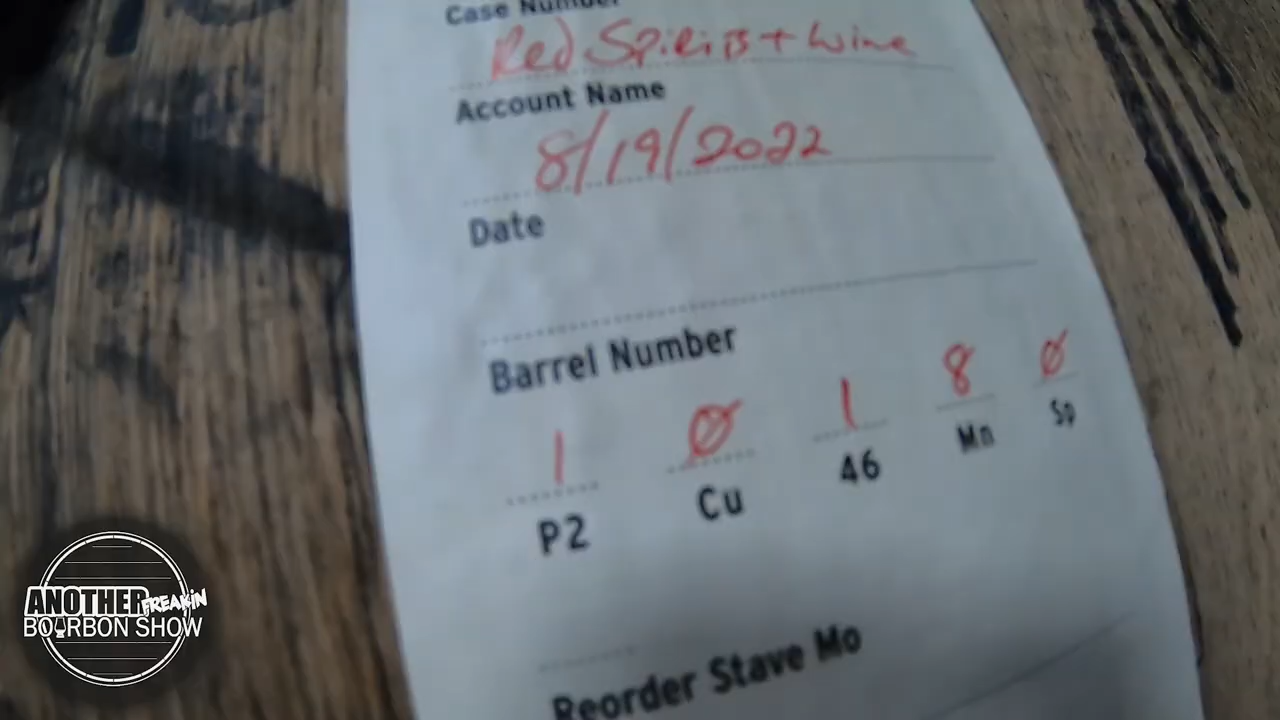 Case Number
Red Spirits + Wine
Account Name
8/19/2022
Date
Barrel Number
1 Ø 1 8 Ø
P2 Cu 46 Mn Sp
Reorder Stave Mo
ANOTHER FREAKIN
BOURBON SHOW